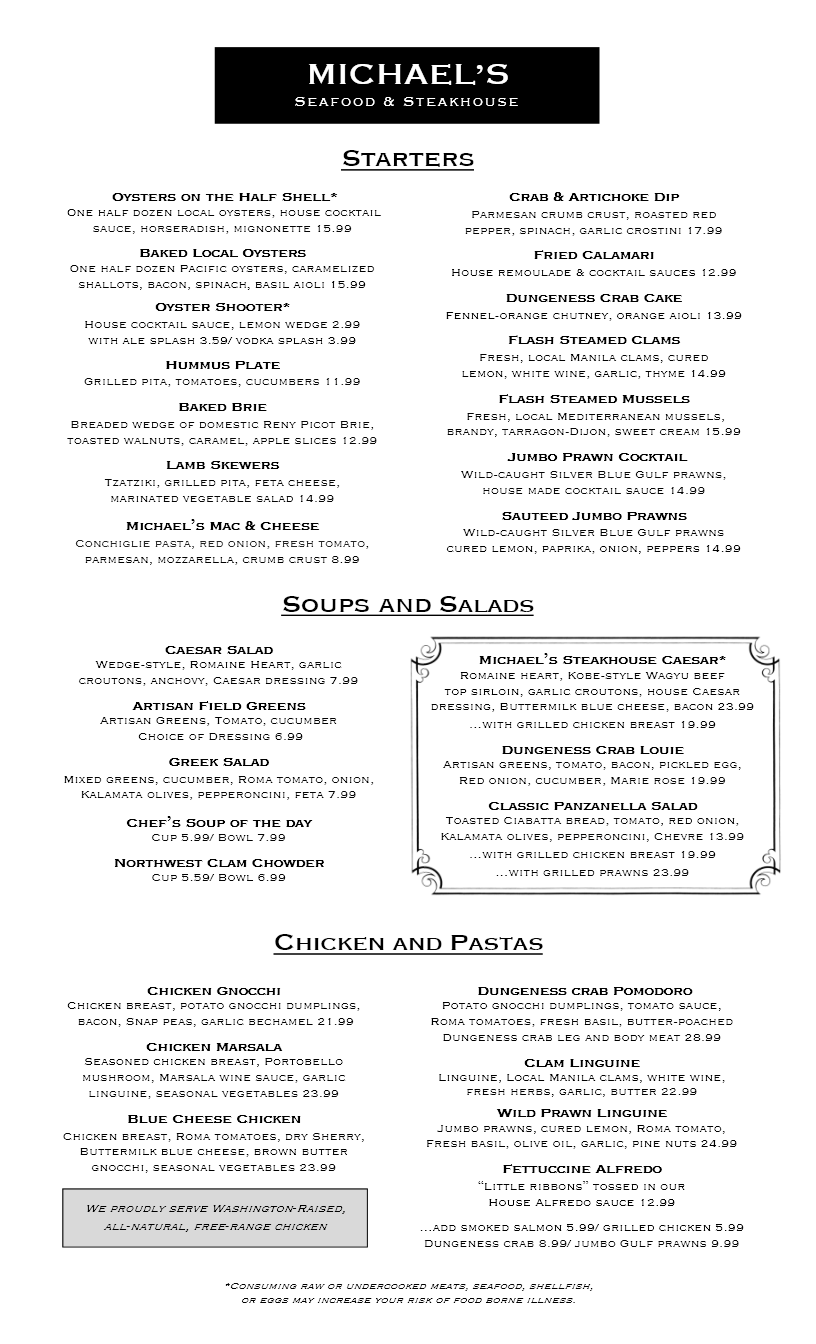 MICHAEL'S
SEAFOOD & STEAKHOUSE
STARTERS
OYSTERS ON THE HALF SHELL*
ONE HALF DOZEN LOCAL OYSTERS, HOUSE COCKTAIL
SAUCE, HORSERADISH, MIGNONETTE 15.99
BAKED LOCAL OYSTERS
ONE HALF DOZEN PACIFIC OYSTERS, CARAMELIZED
SHALLOTS, BACON, SPINACH, BASIL AIOLI 15.99
OYSTER SHOOTER*
HOUSE COCKTAIL SAUCE, LEMON WEDGE 2.99
WITH ALE SPLASH 3.59/ VODKA SPLASH 3.99
HUMMUS PLATE
GRILLED PITA, TOMATOES, CUCUMBERS 11.99
BAKED BRIE
BREADED WEDGE OF DOMESTIC RENY PICOT BRIE,
TOASTED WALNUTS, CARAMEL, APPLE SLICES 12.99
LAMB SKEWERS
TZATZIKI, GRILLED PITA, FETA CHEESE,
MARINATED VEGETABLE SALAD 14.99
MICHAEL'S MAC & CHEESE
CONCHIGLIE PASTA, RED ONION, FRESH TOMATO,
PARMESAN, MOZZARELLA, CRUMB CRUST 8.99
CRAB & ARTICHOKE DIP
PARMESAN CRUMB CRUST, ROASTED RED
PEPPER, SPINACH, GARLIC CROSTINI 17.99
FRIED CALAMARI
HOUSE REMOULADE & COCKTAIL SAUCES 12.99
DUNGENESS CRAB CAKE
FENNEL-ORANGE CHUTNEY, ORANGE AIOLI 13.99
FLASH STEAMED CLAMS
FRESH, LOCAL MANILA CLAMS, CURED
LEMON, WHITE WINE, GARLIC, THYME 14.99
FLASH STEAMED MUSSELS
FRESH, LOCAL MEDITERRANEAN MUSSELS,
BRANDY, TARRAGON-DIJON, SWEET CREAM 15.99
JUMBO PRAWN COCKTAIL
WILD-CAUGHT SILVER BLUE GULF PRAWNS,
HOUSE MADE COCKTAIL SAUCE 14.99
SAUTEED JUMBO PRAWNS
WILD-CAUGHT SILVER BLUE GULF PRAWNS
CURED LEMON, PAPRIKA, ONION, PEPPERS 14.99
SOUPS AND SALADS
CAESAR SALAD
WEDGE-STYLE, ROMAINE HEART, GARLIC
CROUTONS, ANCHOVY, CAESAR DRESSING 7.99
ARTISAN FIELD GREENS
ARTISAN GREENS, TOMATO, CUCUMBER
CHOICE OF DRESSING 6.99
GREEK SALAD
MIXED GREENS, CUCUMBER, ROMA TOMATO, ONION,
KALAMATA OLIVES, PEPPERONCINI, FETA 7.99
CHEF'S SOUP OF THE DAY
CUP 5.99/ BOWL 7.99
NORTHWEST CLAM CHOWDER
CUP 5.59/ BOWL 6.99
MICHAEL'S STEAKHOUSE CAESAR*
ROMAINE HEART, KOBE-STYLE WAGYU BEEF
TOP SIRLOIN, GARLIC CROUTONS, HOUSE CAESAR
DRESSING, BUTTERMILK BLUE CHEESE, BACON 23.99
...WITH GRILLED CHICKEN BREAST 19.99
DUNGENESS CRAB LOUIE
ARTISAN GREENS, TOMATO, BACON, PICKLED EGG,
RED ONION, CUCUMBER, MARIE ROSE 19.99
CLASSIC PANZANELLA SALAD
TOASTED CIABATTA BREAD, TOMATO, RED ONION,
KALAMATA OLIVES, PEPPERONCINI, CHEVRE 13.99
...WITH GRILLED CHICKEN BREAST 19.99
...WITH GRILLED PRAWNS 23.99
CHICKEN AND PASTAS
CHICKEN GNOCCHI
CHICKEN BREAST, POTATO GNOCCHI DUMPLINGS,
BACON, SNAP PEAS, GARLIC BECHAMEL 21.99
CHICKEN MARSALA
SEASONED CHICKEN BREAST, PORTOBELLO
MUSHROOM, MARSALA WINE SAUCE, GARLIC
LINGUINE, SEASONAL VEGETABLES 23.99
BLUE CHEESE CHICKEN
CHICKEN BREAST, ROMA TOMATOES, DRY SHERRY,
BUTTERMILK BLUE CHEESE, BROWN BUTTER
GNOCCHI, SEASONAL VEGETABLES 23.99
WE PROUDLY SERVE WASHINGTON-RAISED,
ALL-NATURAL, FREE-RANGE CHICKEN
DUNGENESS CRAB POMODORO
POTATO GNOCCHI DUMPLINGS, TOMATO SAUCE,
ROMA TOMATOES, FRESH BASIL, BUTTER-POACHED
DUNGENESS CRAB LEG AND BODY MEAT 28.99
CLAM LINGUINE
LINGUINE, LOCAL MANILA CLAMS, WHITE WINE,
FRESH HERBS, GARLIC, BUTTER 22.99
WILD PRAWN LINGUINE
JUMBO PRAWNS, CURED LEMON, ROMA TOMATO,
FRESH BASIL, OLIVE OIL, GARLIC, PINE NUTS 24.99
FETTUCCINE ALFREDO
"LITTLE RIBBONS" TOSSED IN OUR
HOUSE ALFREDO SAUCE 12.99
...ADD SMOKED SALMON 5.99/ GRILLED CHICKEN 5.99
DUNGENESS CRAB 8.99/ JUMBO GULF PRAWNS 9.99
*CONSUMING RAW OR UNDERCOOKED MEATS, SEAFOOD, SHELLFISH,
OR EGGS MAY INCREASE YOUR RISK OF FOOD BORNE ILLNESS.